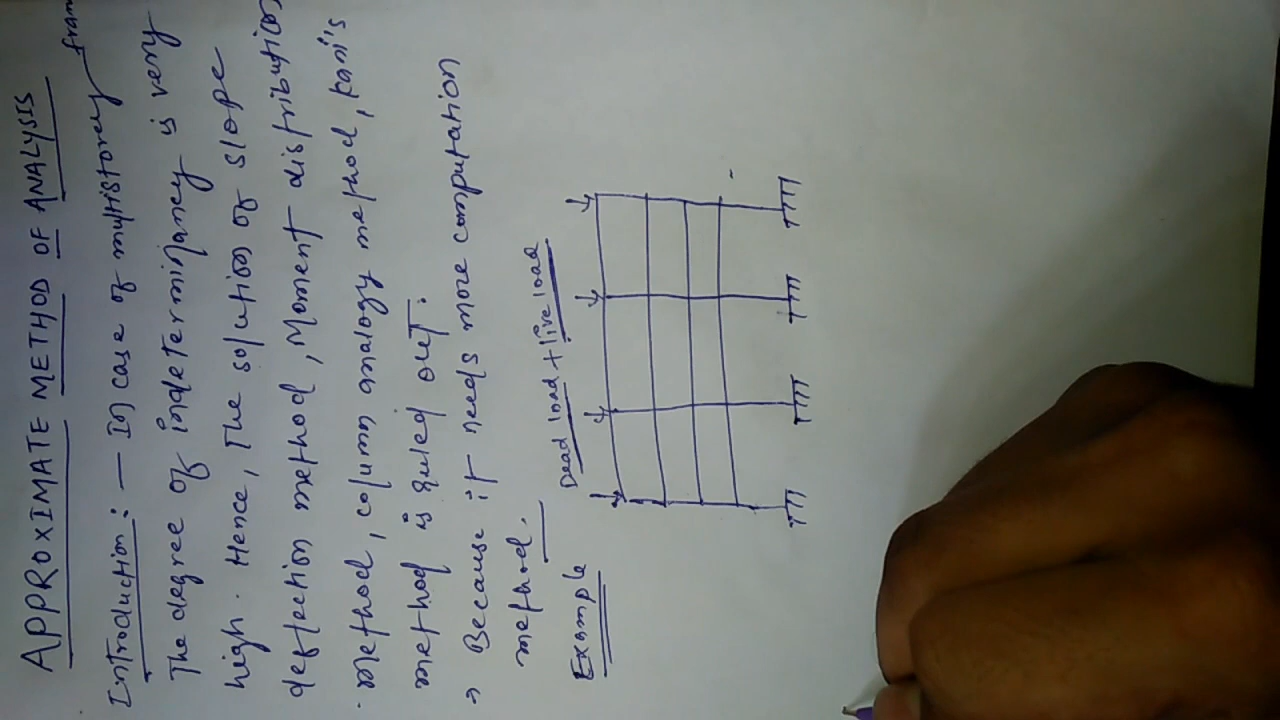 APPROXIMATE METHOD OF ANALYSIS
Introduction: — In case of multistorey fram
The degree of indeterminancy is very
high. Hence, The solution of slope
deflection method, Moment distribution
method, column analogy method, kani's
method is ruled out.
→ Because it needs more computation
method.
Example
Dead load + live load